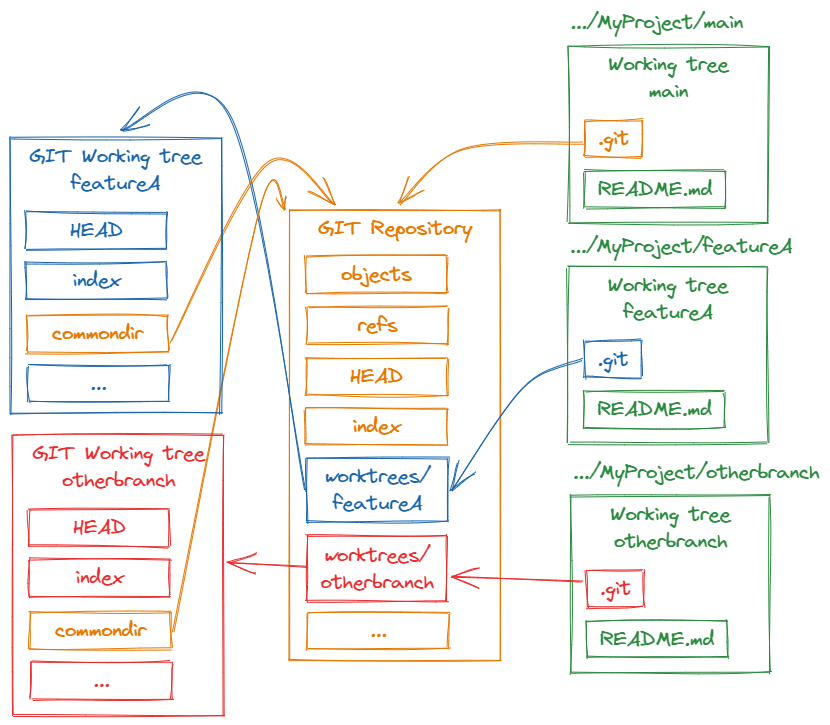 GIT Working tree
featureA
HEAD
index
commondir
...
GIT Working tree
otherbranch
HEAD
index
commondir
...
GIT Repository
objects
refs
HEAD
index
worktrees/
featureA
worktrees/
otherbranch
...
.../MyProject/main
Working tree
main
.git
README.md
.../MyProject/featureA
Working tree
featureA
.git
README.md
.../MyProject/otherbranch
Working tree
otherbranch
.git
README.md